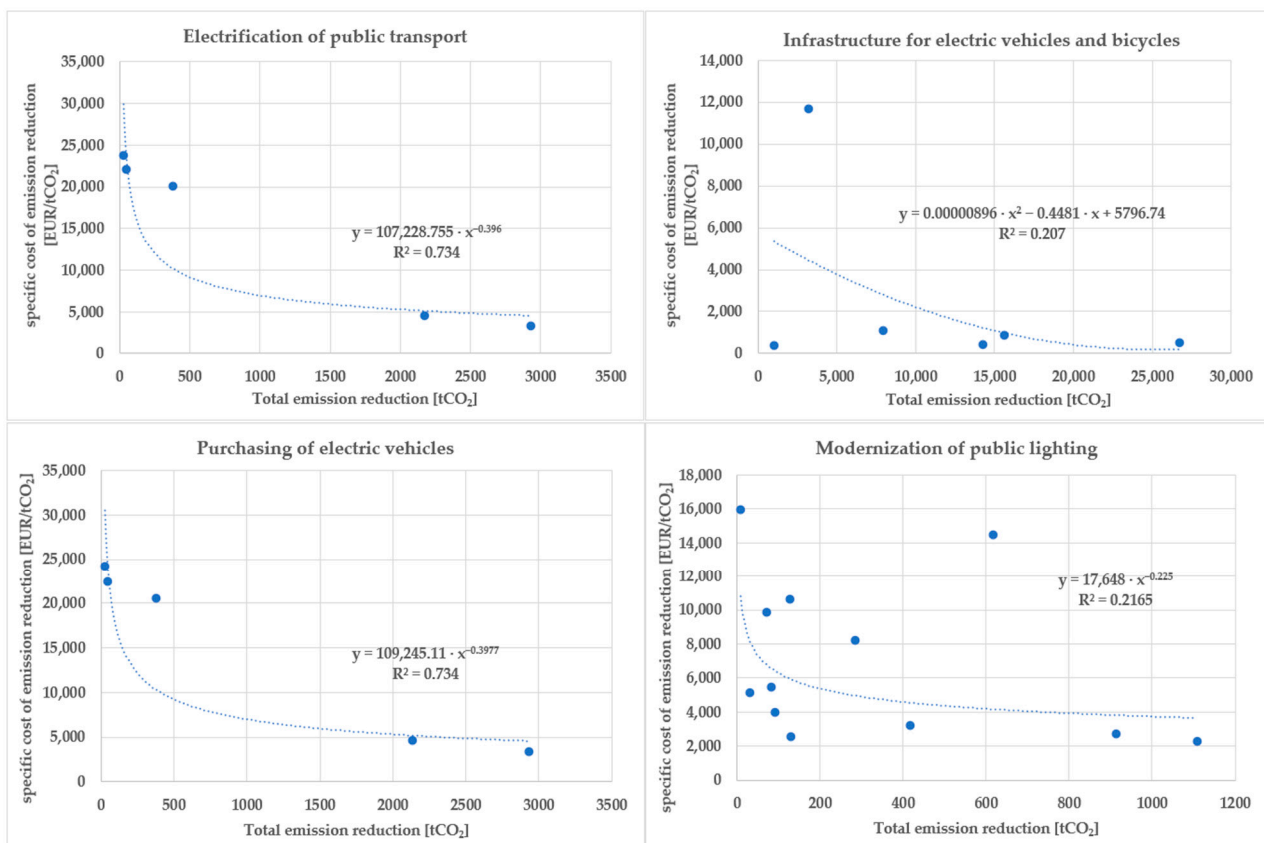 Electrification of public transport
specific cost of emission reduction
[EUR/tCO₂]
35,000
30,000
25,000
20,000
15,000
10,000
5,000
0
y = 107,228.755 · x⁻⁰·³⁹⁶
R² = 0.734
0 500 1000 1500 2000 2500 3000 3500
Total emission reduction [tCO₂]
Infrastructure for electric vehicles and bicycles
specific cost of emission reduction
[EUR/tCO₂]
14,000
12,000
10,000
8,000
6,000
4,000
2,000
0
y = 0.00000896 · x² − 0.4481 · x + 5796.74
R² = 0.207
0 5,000 10,000 15,000 20,000 25,000 30,000
Total emission reduction [tCO₂]
Purchasing of electric vehicles
specific cost of emission reduction [EUR/tCO₂]
35,000
30,000
25,000
20,000
15,000
10,000
5,000
0
y = 109,245.11 · x⁻⁰·³⁹⁷⁷
R² = 0.734
0 500 1000 1500 2000 2500 3000 3500
Total emission reduction [tCO₂]
Modernization of public lighting
specific cost of emission reduction [EUR/tCO₂]
18,000
16,000
14,000
12,000
10,000
8,000
6,000
4,000
2,000
0
y = 17,648 · x⁻⁰·²²⁵
R² = 0.2165
0 200 400 600 800 1000 1200
Total emission reduction [tCO₂]